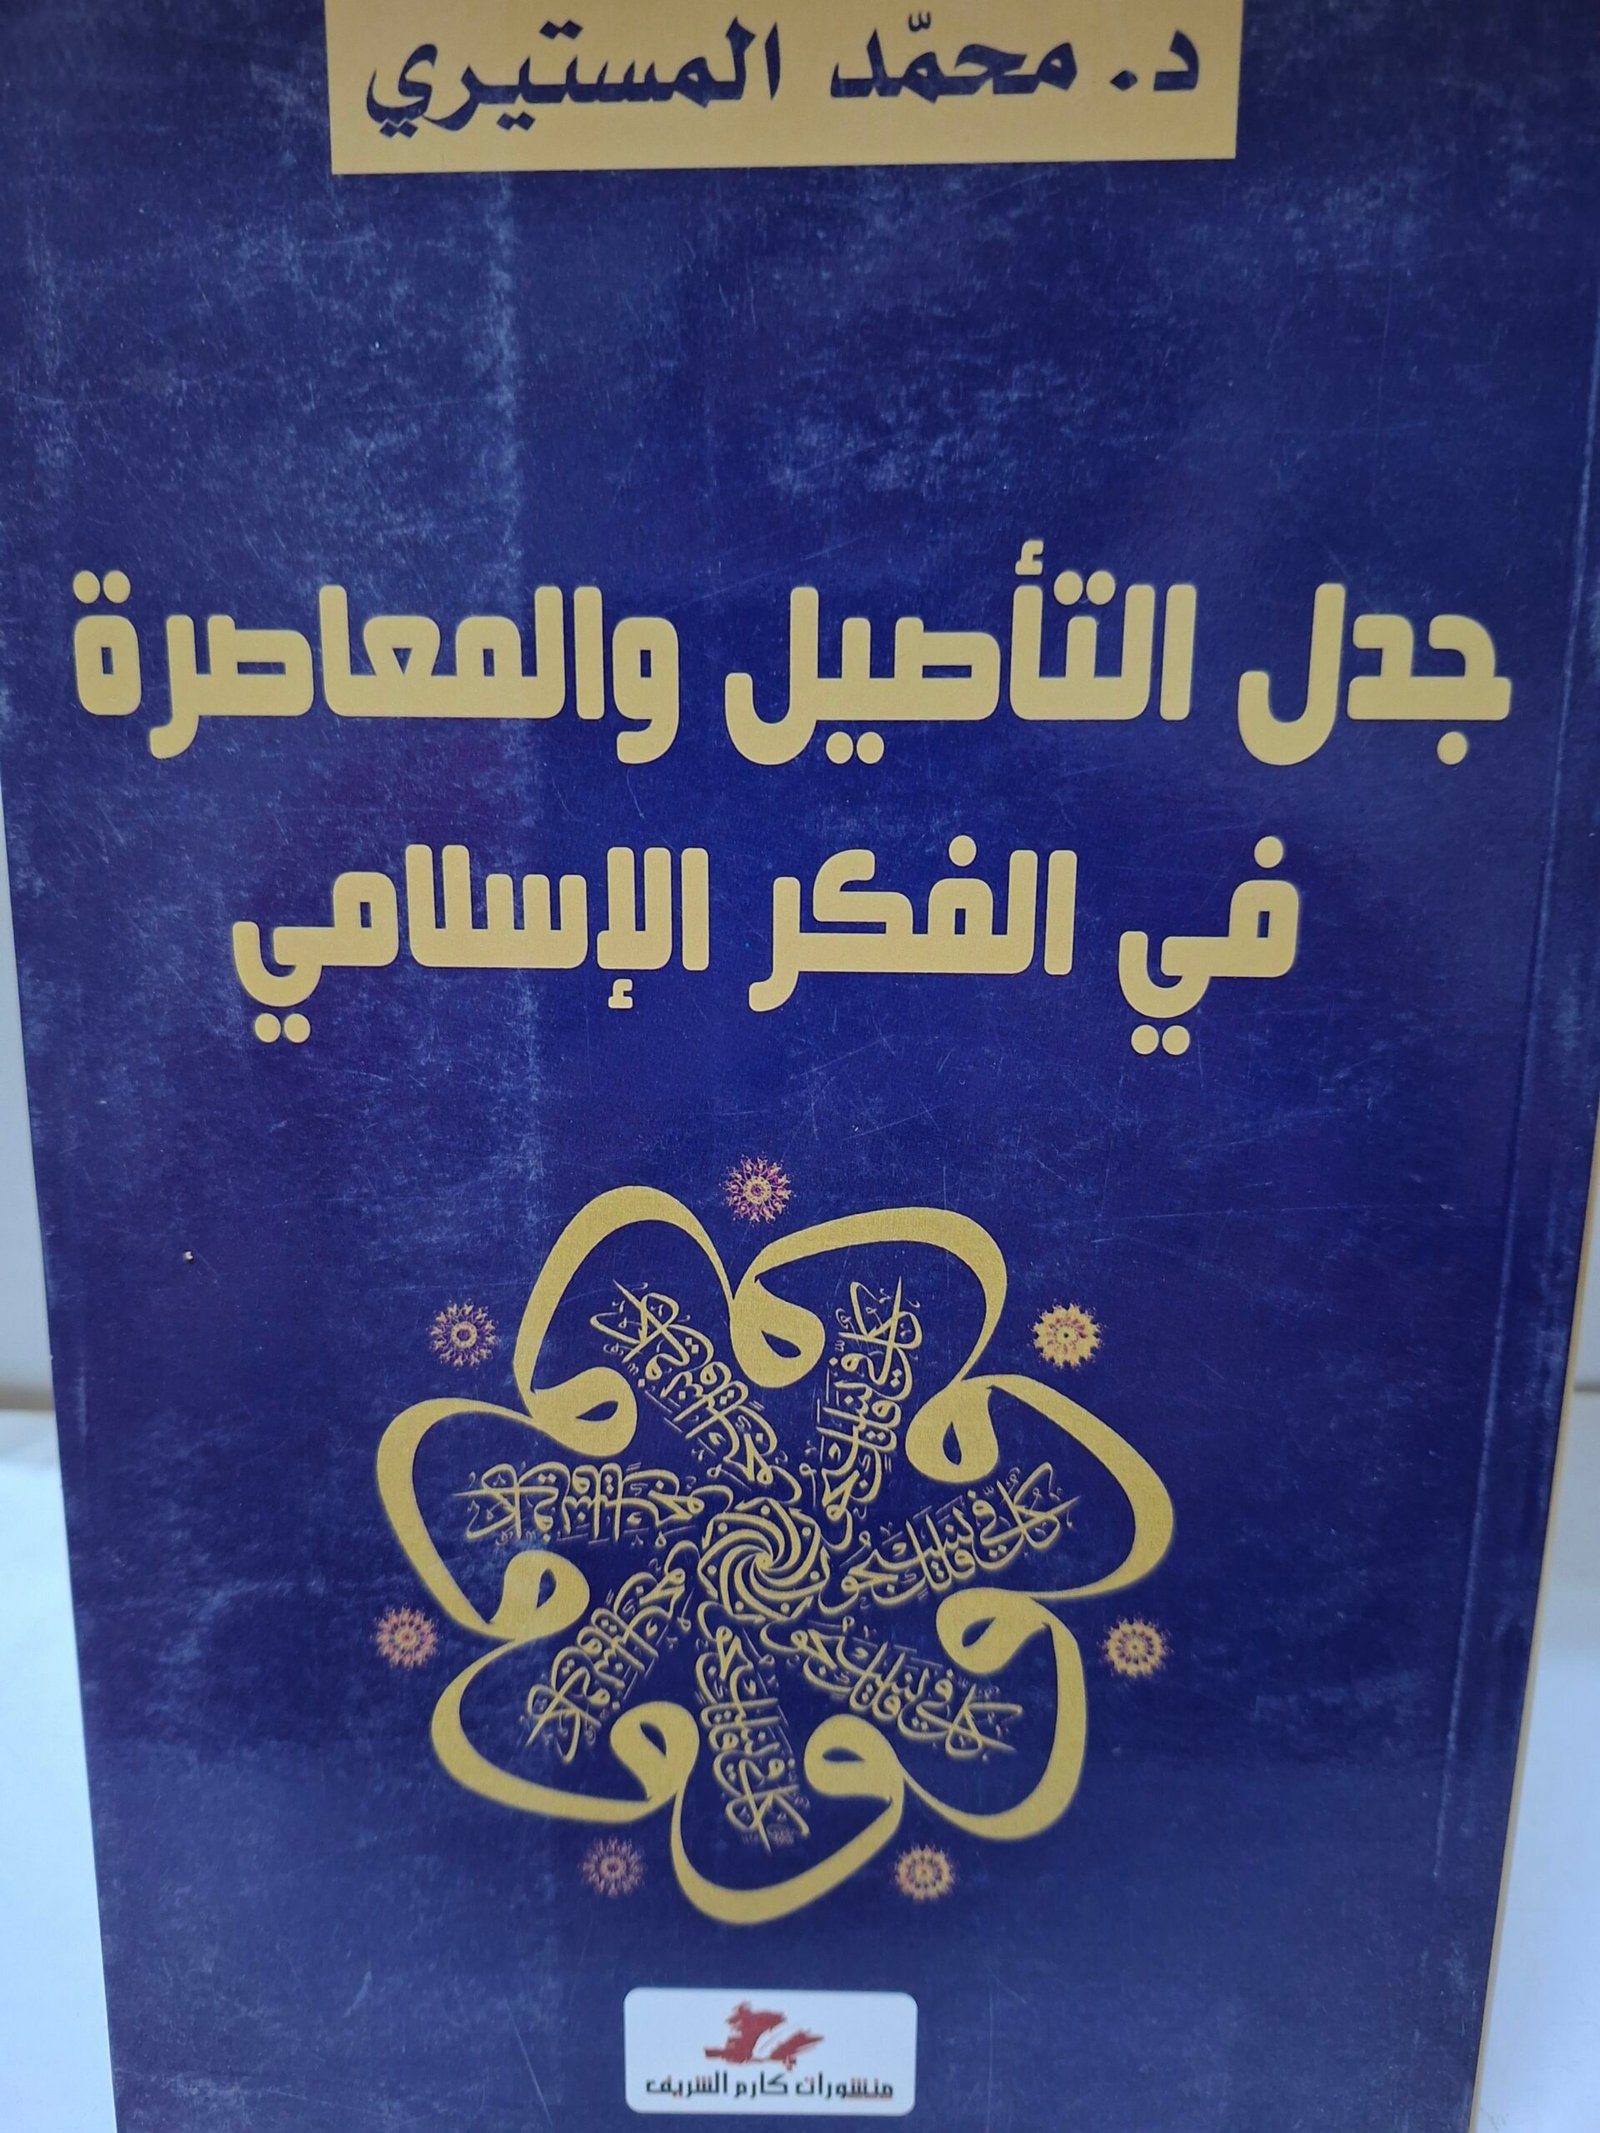 د. محمّد المستيري
جدل التأصيل والمعاصرة
في الفكر الإسلامي
منشورات كارم الشريف